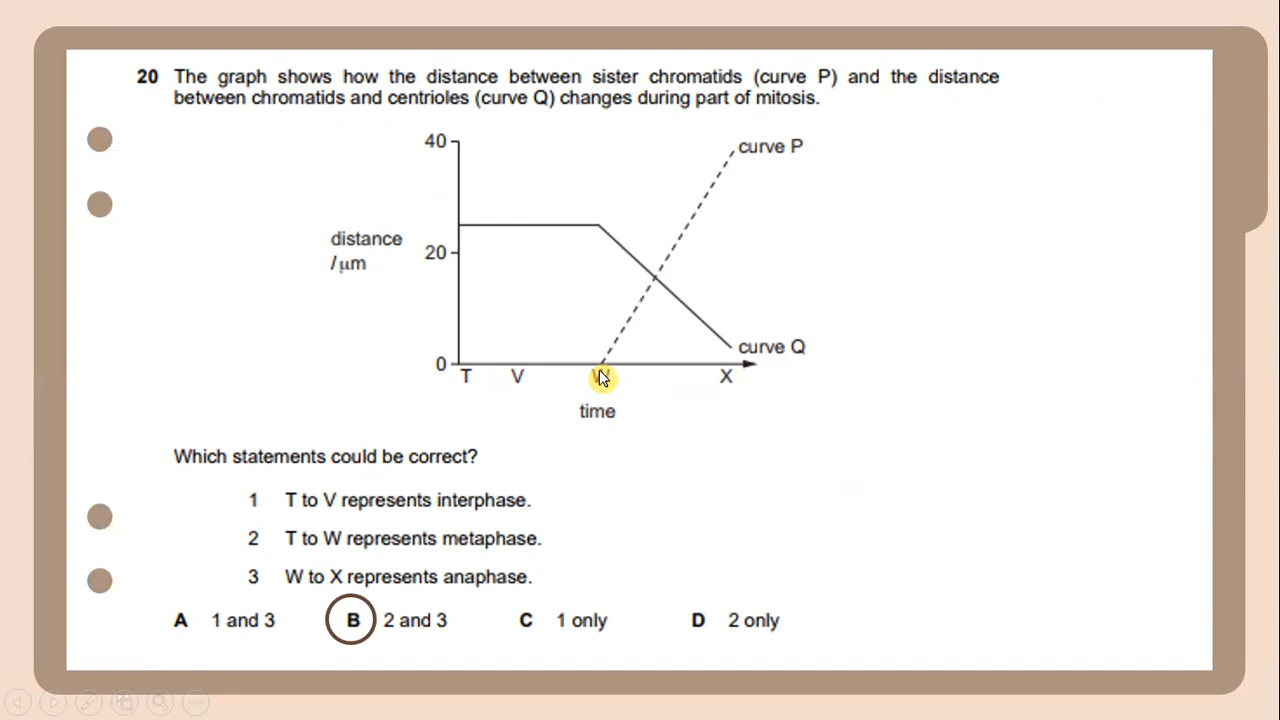 20 The graph shows how the distance between sister chromatids (curve P) and the distance
between chromatids and centrioles (curve Q) changes during part of mitosis.
40
curve P
distance
/µm
20
curve Q
0
T V W X
time
Which statements could be correct?
1 T to V represents interphase.
2 T to W represents metaphase.
3 W to X represents anaphase.
A 1 and 3 B 2 and 3 C 1 only D 2 only